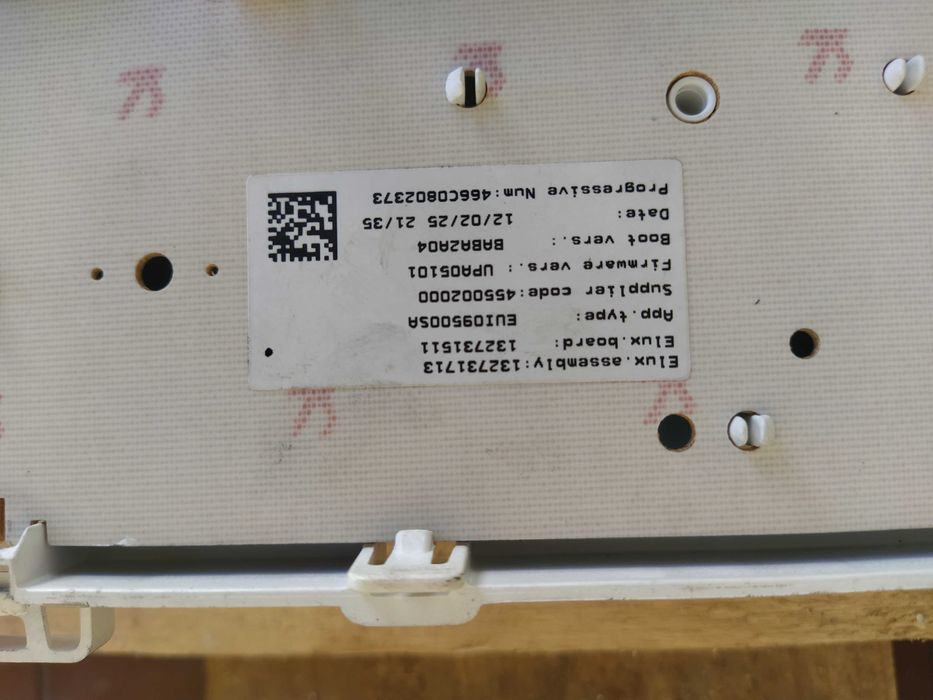 Elux.assembly:132731713
Elux.board: 132731511
App.type: EUI09500SA
Supplier code:455002000
Firmware vers.: UPA05101
Boot vers.: BABA2A04
Date: 12/02/25 21/35
Progressive Num:466C0802373